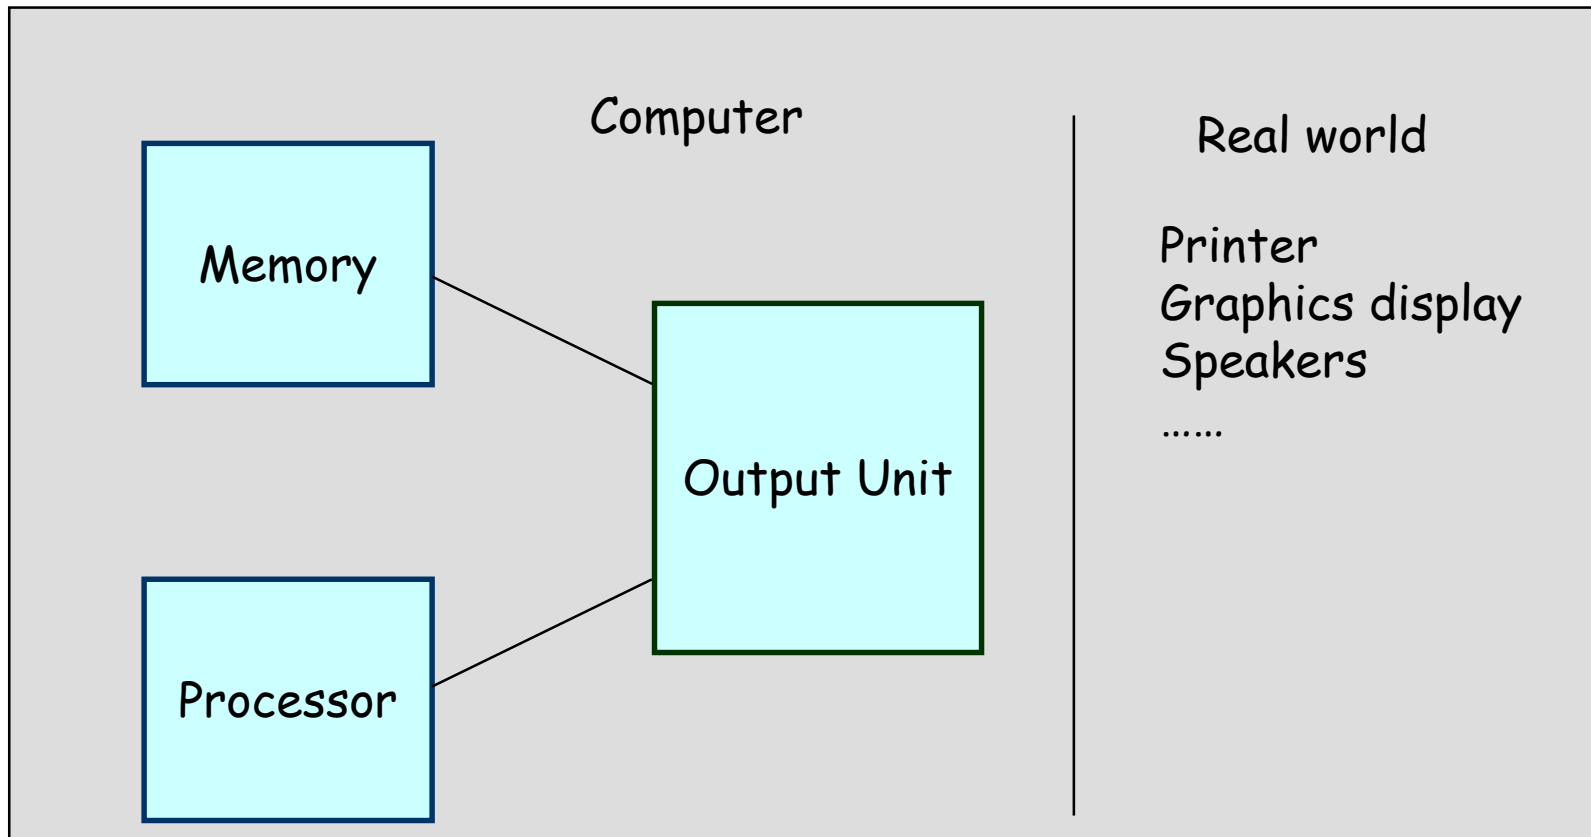 Computer
Memory
Output Unit
Processor
Real world
Printer
Graphics display
Speakers
……